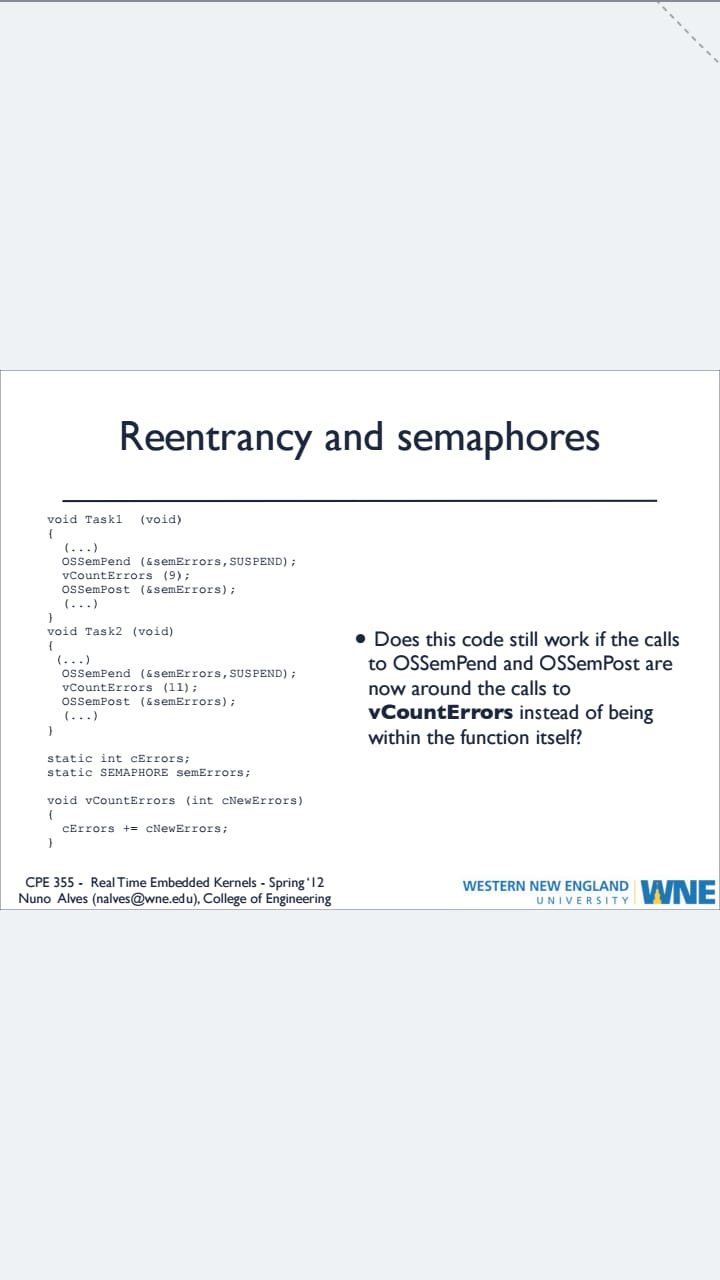 Reentrancy and semaphores
void Task1  (void)
{
(...)
OSSemPend (&semErrors,SUSPEND);
vCountErrors (9);
OSSemPost (&semErrors);
(...)
}
void Task2 (void)
{
(...)
OSSemPend (&semErrors,SUSPEND);
vCountErrors (11);
OSSemPost (&semErrors);
(...)
}
static int cErrors;
static SEMAPHORE semErrors;
void vCountErrors (int cNewErrors)
{
cErrors += cNewErrors;
}
• Does this code still work if the calls
to OSSemPend and OSSemPost are
now around the calls to
vCountErrors instead of being
within the function itself?
CPE 355 - Real Time Embedded Kernels - Spring '12
Nuno Alves (nalves@wne.edu), College of Engineering
WESTERN NEW ENGLAND
UNIVERSITY
WNE